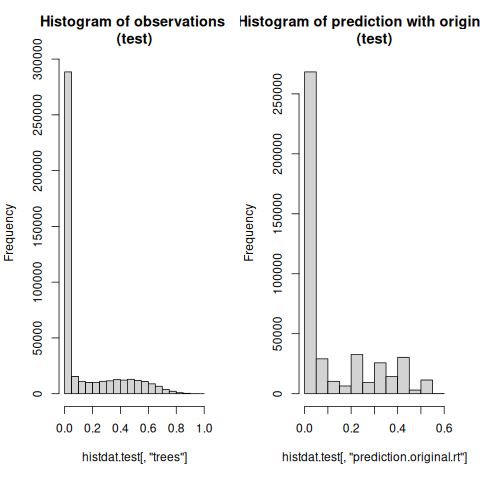 Histogram of observations
(test)
300000
250000
200000
150000
100000
50000
0
Frequency
0.0 0.2 0.4 0.6 0.8 1.0
histdat.test[, "trees"]
Histogram of prediction with origin
(test)
250000
200000
150000
100000
50000
0
Frequency
0.0 0.2 0.4 0.6
histdat.test[, "prediction.original.rt"]